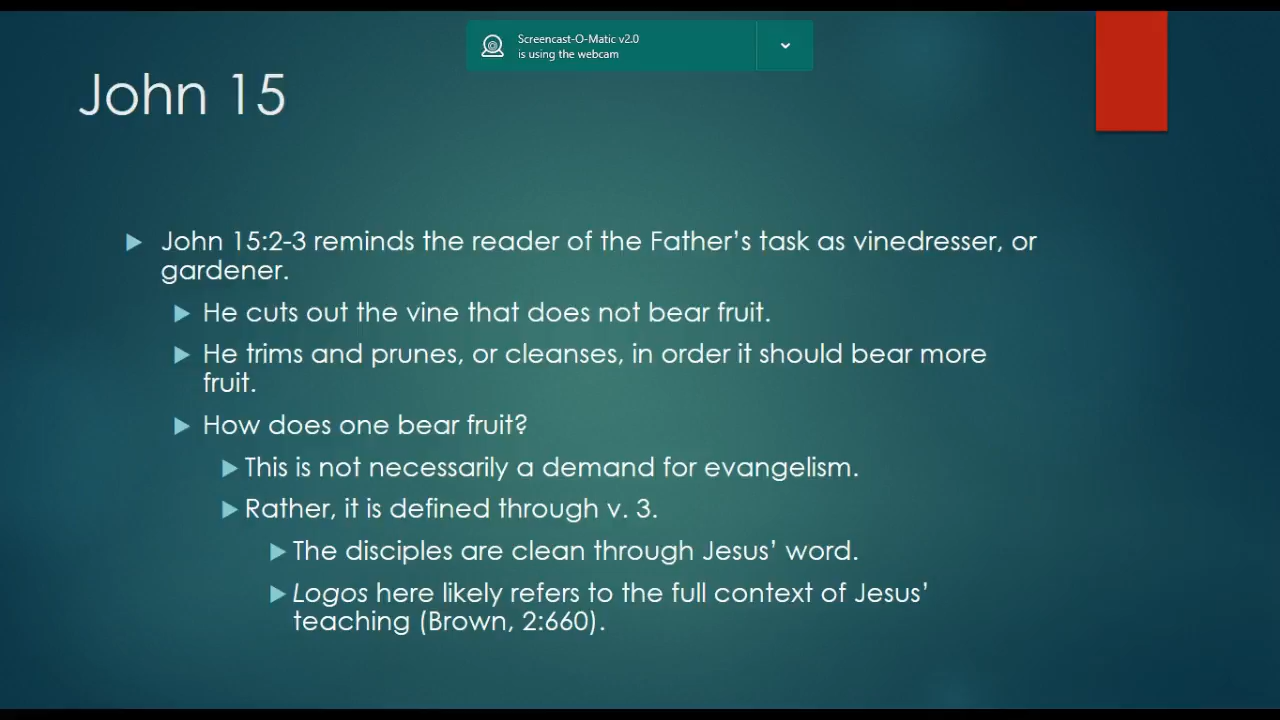 Screencast-O-Matic v2.0
is using the webcam
John 15
John 15:2-3 reminds the reader of the Father’s task as vinedresser, or
gardener.
He cuts out the vine that does not bear fruit.
He trims and prunes, or cleanses, in order it should bear more
fruit.
How does one bear fruit?
This is not necessarily a demand for evangelism.
Rather, it is defined through v. 3.
The disciples are clean through Jesus’ word.
Logos here likely refers to the full context of Jesus’
teaching (Brown, 2:660).